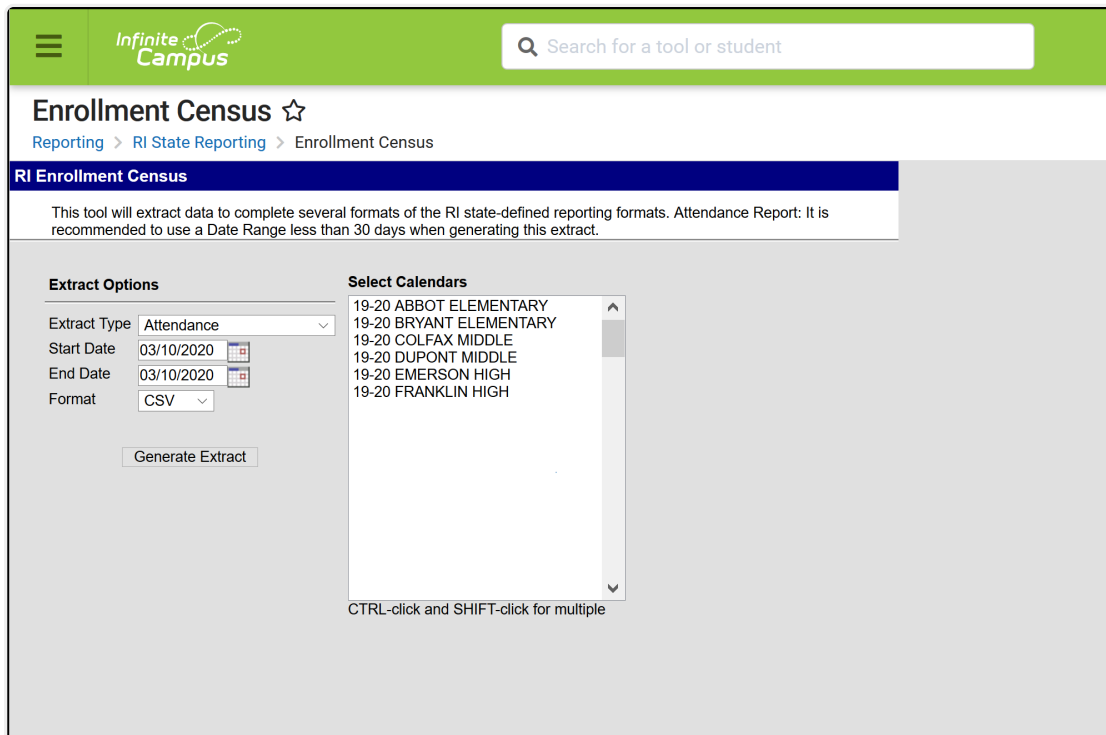 Infinite
Campus
Search for a tool or student
Enrollment Census
Reporting > RI State Reporting > Enrollment Census
RI Enrollment Census
This tool will extract data to complete several formats of the RI state-defined reporting formats. Attendance Report: It is
recommended to use a Date Range less than 30 days when generating this extract.
Extract Options
Extract Type Attendance
Start Date 03/10/2020
End Date 03/10/2020
Format CSV
Generate Extract
Select Calendars
19-20 ABBOT ELEMENTARY
19-20 BRYANT ELEMENTARY
19-20 COLFAX MIDDLE
19-20 DUPONT MIDDLE
19-20 EMERSON HIGH
19-20 FRANKLIN HIGH
CTRL-click and SHIFT-click for multiple